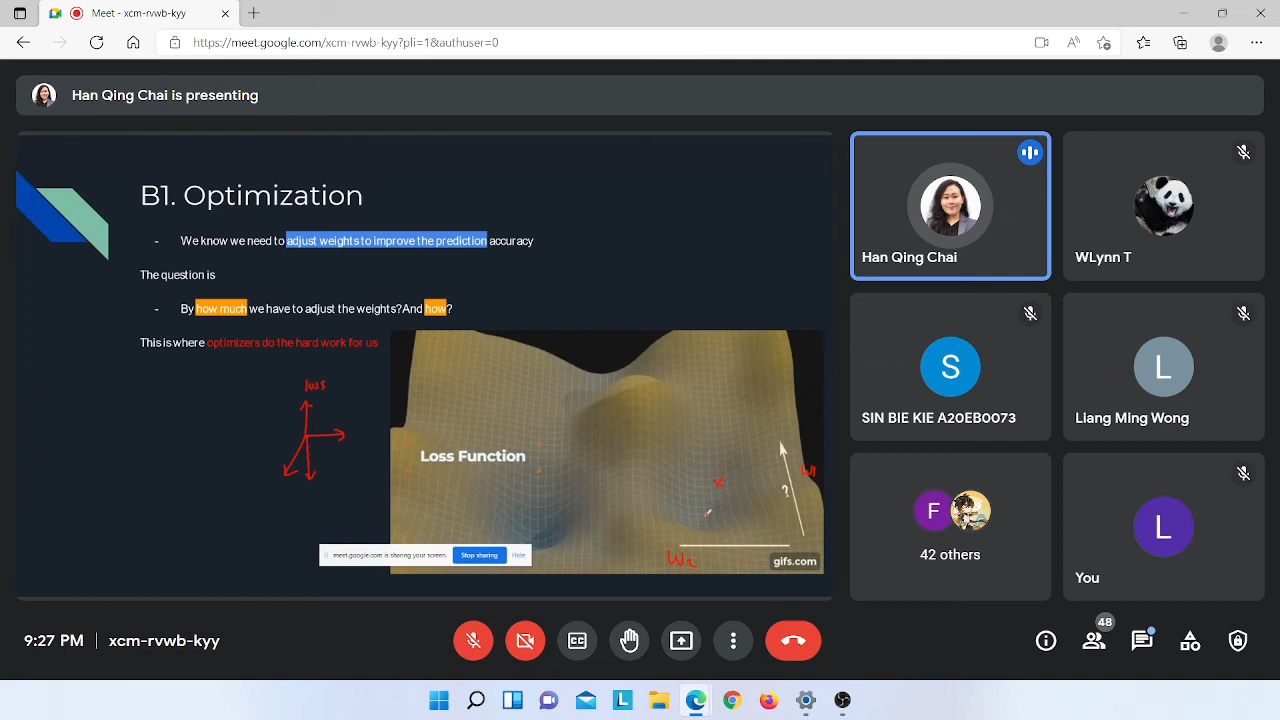 Meet - xcm-rvwb-kyy
https://meet.google.com/xcm-rvwb-kyy?pli=1&authuser=0
Han Qing Chai is presenting
B1. Optimization
- We know we need to adjust weights to improve the prediction accuracy
The question is
- By how much we have to adjust the weights?And how?
This is where optimizers do the hard work for us
loss
Loss Function
x
W1
?
meet.google.com is sharing your screen.
Stop sharing
Hide
W2
gifs.com
Han Qing Chai
WLynn T
S
L
SIN BIE KIE A20EB0073
Liang Ming Wong
F
L
42 others
You
9:27 PM | xcm-rvwb-kyy
CC
48
L